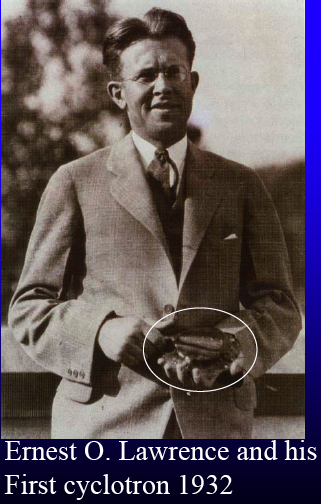 Ernest O. Lawrence and his
First cyclotron 1932